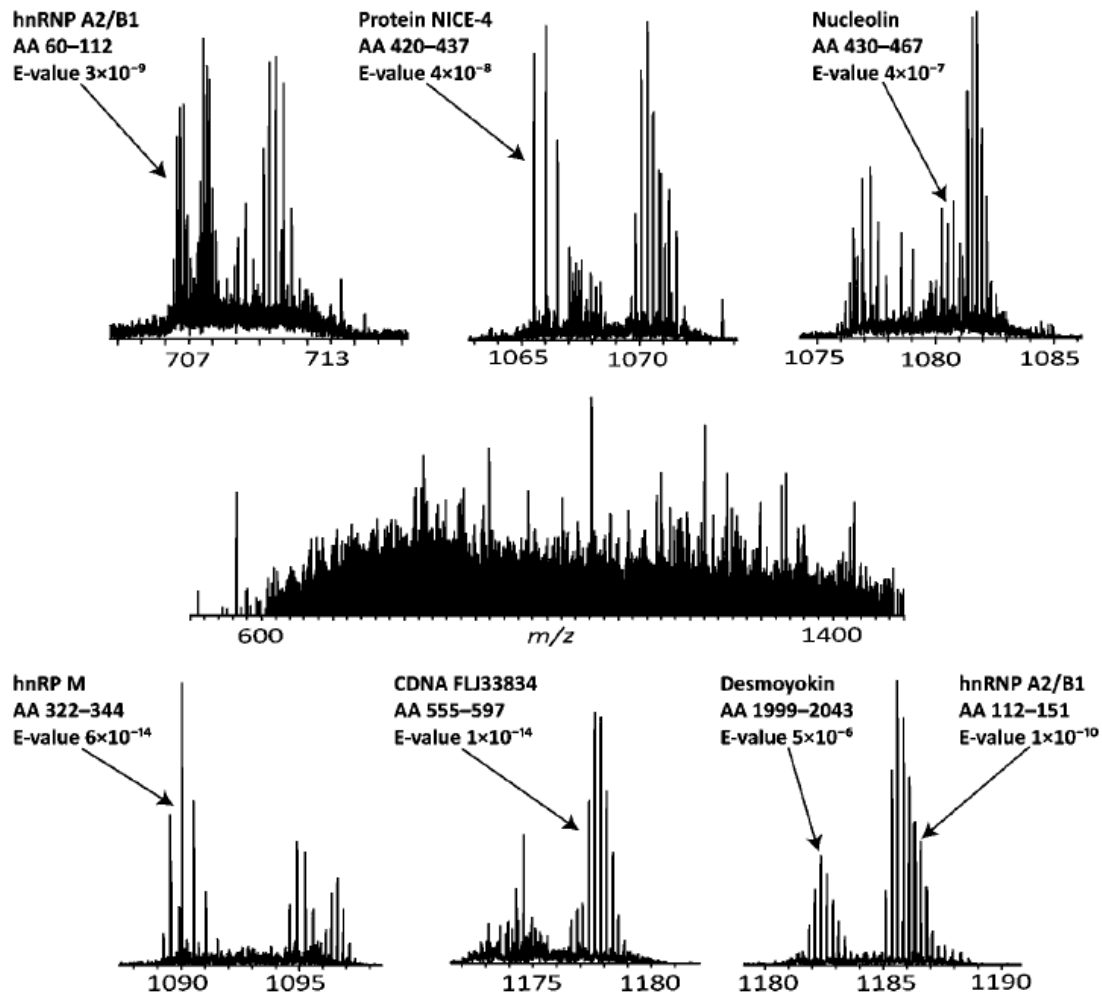 hnRNP A2/B1
AA 60–112
E-value 3×10⁻⁹
Protein NICE-4
AA 420–437
E-value 4×10⁻⁸
Nucleolin
AA 430–467
E-value 4×10⁻⁷
707 713
1065 1070
1075 1080 1085
600 m/z 1400
hnRP M
AA 322–344
E-value 6×10⁻¹⁴
CDNA FLJ33834
AA 555–597
E-value 1×10⁻¹⁴
Desmoyokin
AA 1999–2043
E-value 5×10⁻⁶
hnRNP A2/B1
AA 112–151
E-value 1×10⁻¹⁰
1090 1095
1175 1180
1180 1185 1190